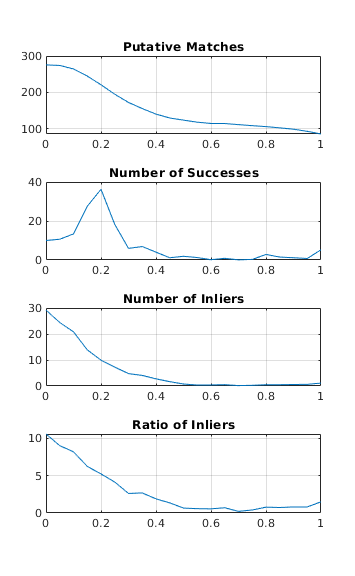 Putative Matches
300
200
100
0 0.2 0.4 0.6 0.8 1
Number of Successes
40
20
0
0 0.2 0.4 0.6 0.8 1
Number of Inliers
30
20
10
0
0 0.2 0.4 0.6 0.8 1
Ratio of Inliers
10
5
0
0 0.2 0.4 0.6 0.8 1